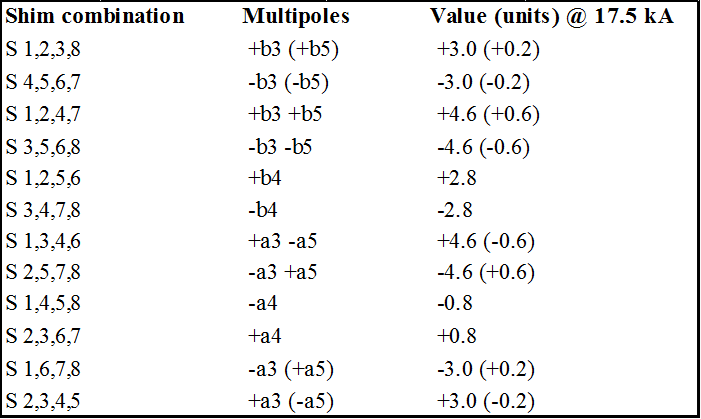 Shim combination Multipoles Value (units) @ 17.5 kA
S 1,2,3,8 +b3 (+b5) +3.0 (+0.2)
S 4,5,6,7 -b3 (-b5) -3.0 (-0.2)
S 1,2,4,7 +b3 +b5 +4.6 (+0.6)
S 3,5,6,8 -b3 -b5 -4.6 (-0.6)
S 1,2,5,6 +b4 +2.8
S 3,4,7,8 -b4 -2.8
S 1,3,4,6 +a3 -a5 +4.6 (-0.6)
S 2,5,7,8 -a3 +a5 -4.6 (+0.6)
S 1,4,5,8 -a4 -0.8
S 2,3,6,7 +a4 +0.8
S 1,6,7,8 -a3 (+a5) -3.0 (+0.2)
S 2,3,4,5 +a3 (-a5) +3.0 (-0.2)